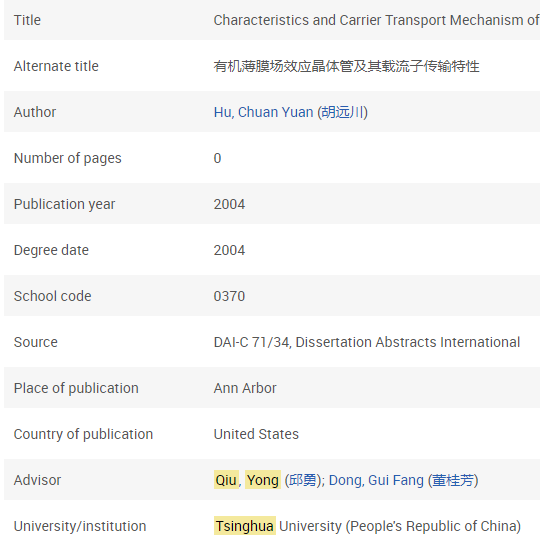 Title Characteristics and Carrier Transport Mechanism of
Alternate title 有机薄膜场效应晶体管及其载流子传输特性
Author Hu, Chuan Yuan (胡远川)
Number of pages 0
Publication year 2004
Degree date 2004
School code 0370
Source DAI-C 71/34, Dissertation Abstracts International
Place of publication Ann Arbor
Country of publication United States
Advisor Qiu, Yong (邱勇); Dong, Gui Fang (董桂芳)
University/institution Tsinghua University (People's Republic of China)